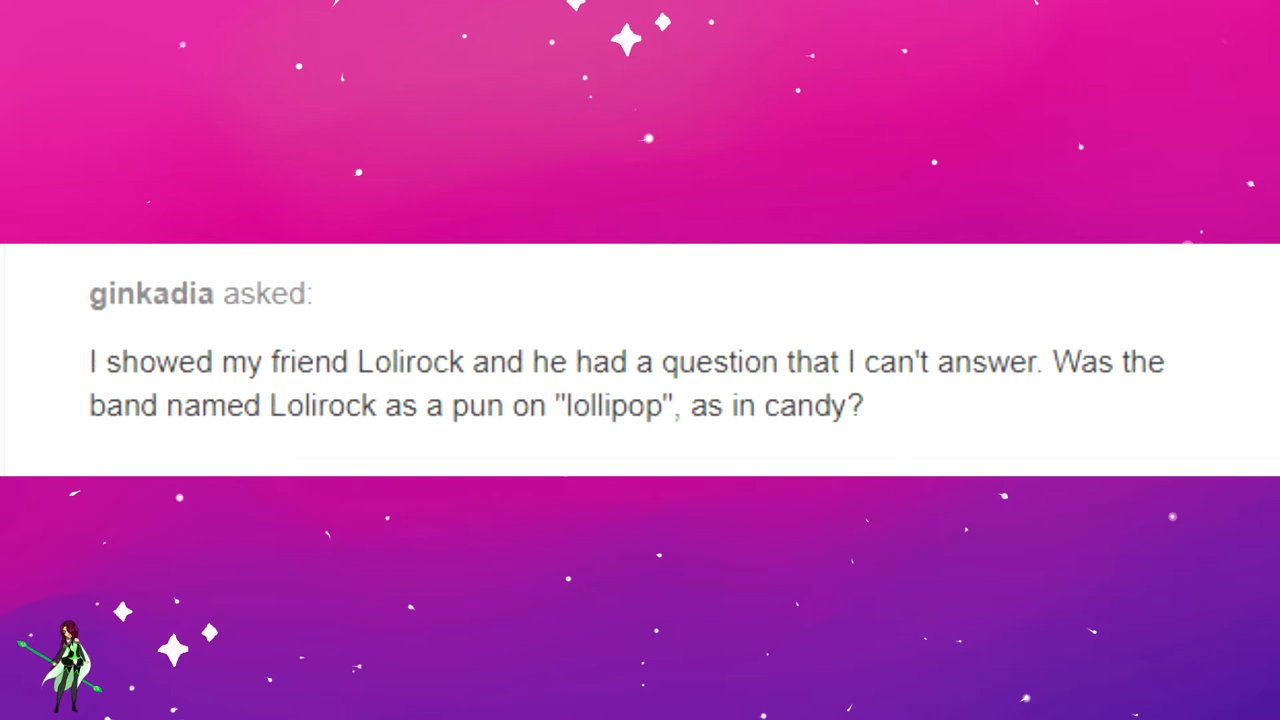 ginkadia asked:
I showed my friend Lolirock and he had a question that I can't answer. Was the
band named Lolirock as a pun on "lollipop", as in candy?